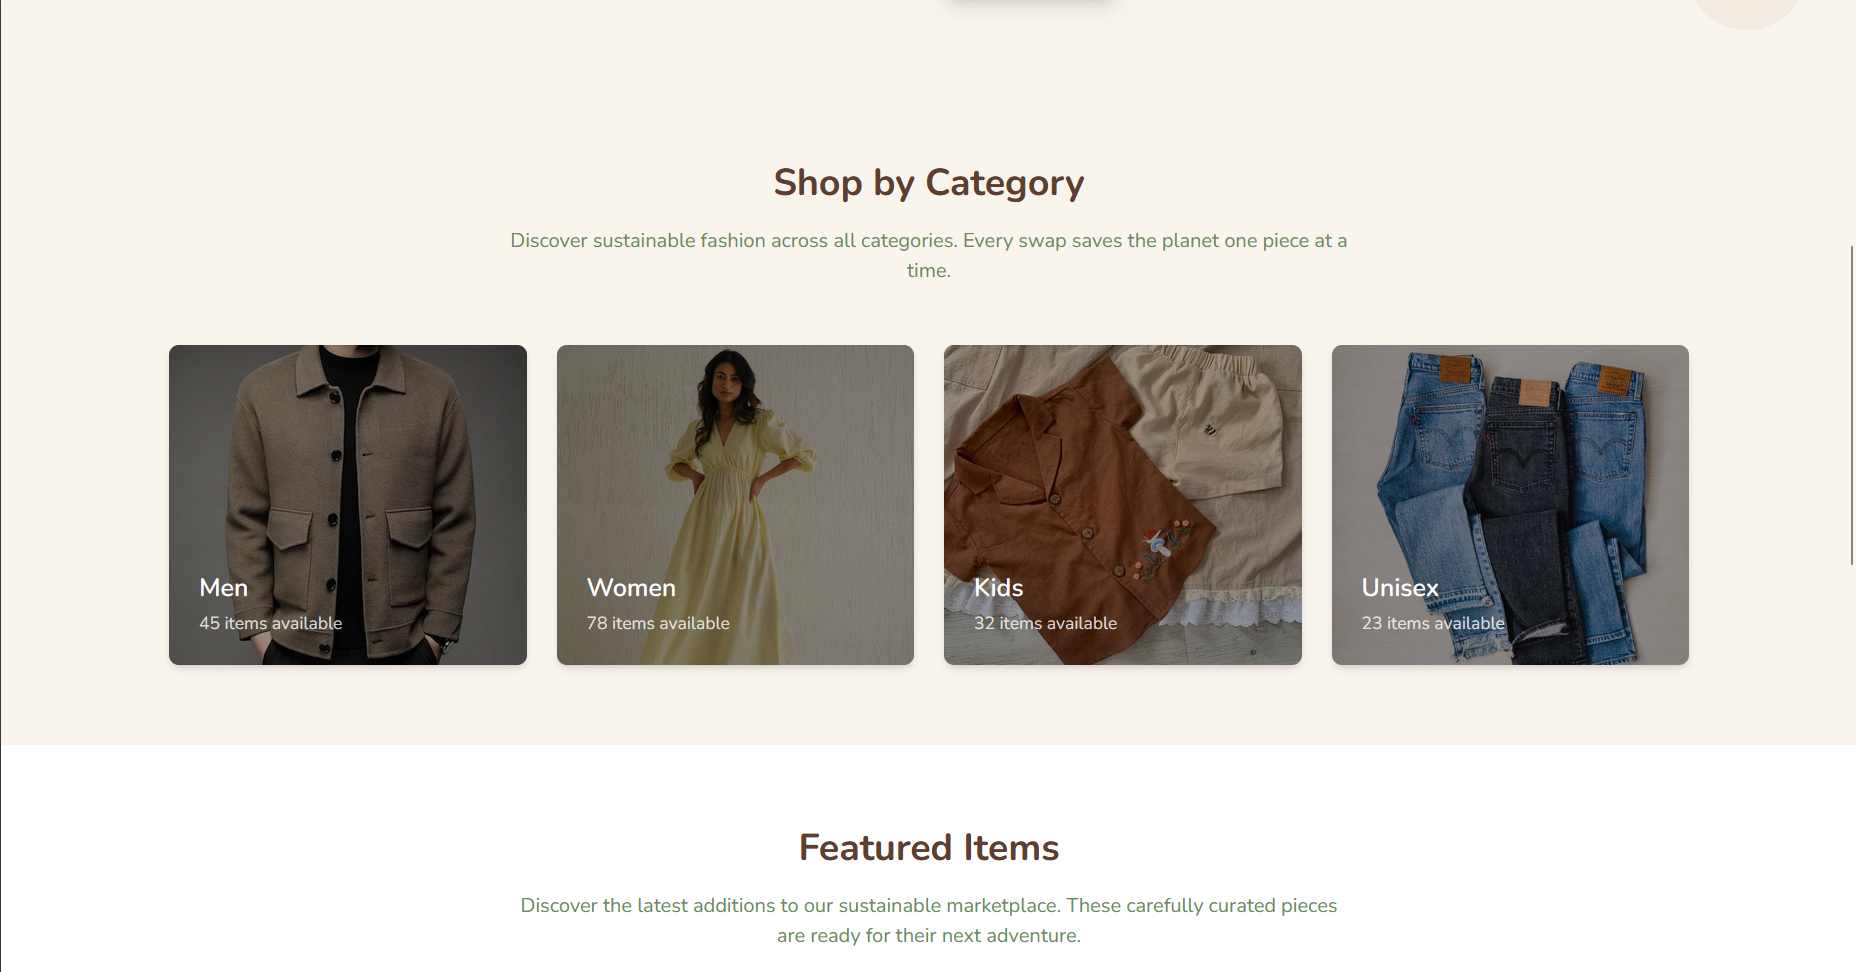 Shop by Category
Discover sustainable fashion across all categories. Every swap saves the planet one piece at a
time.
Men
45 items available
Women
78 items available
Kids
32 items available
Unisex
23 items available
Featured Items
Discover the latest additions to our sustainable marketplace. These carefully curated pieces
are ready for their next adventure.